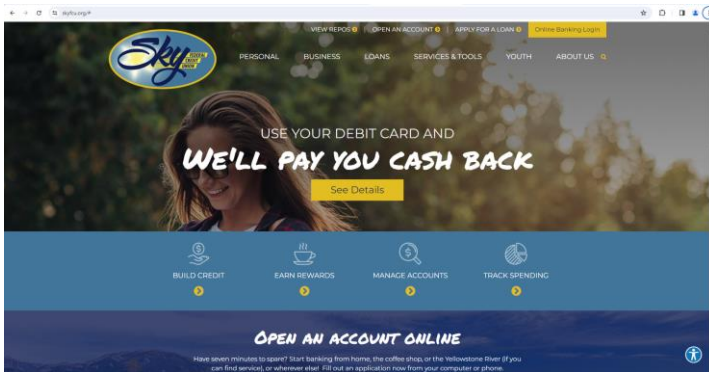 skyfcu.org/#
VIEW REPOS | OPEN AN ACCOUNT | APPLY FOR A LOAN Online Banking Login
Sky FEDERAL CREDIT UNION
PERSONAL BUSINESS LOANS SERVICES & TOOLS YOUTH ABOUT US
USE YOUR DEBIT CARD AND
WE'LL PAY YOU CASH BACK
See Details
BUILD CREDIT EARN REWARDS MANAGE ACCOUNTS TRACK SPENDING
OPEN AN ACCOUNT ONLINE
Have seven minutes to spare? Start banking from home, the coffee shop, or the Yellowstone River (if you
can find service), or wherever else! Fill out an application now from your computer or phone.